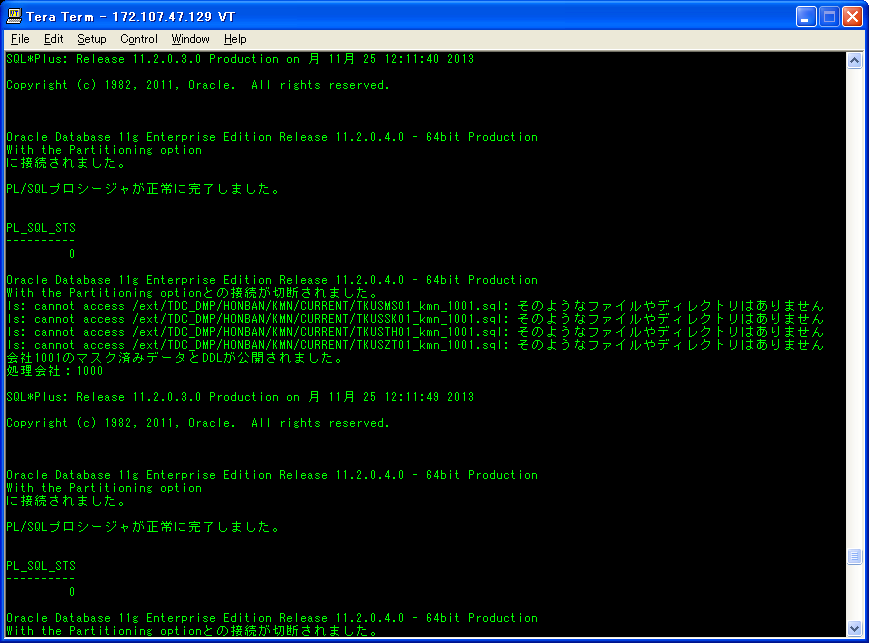 Tera Term - 172.107.47.129 VT
File Edit Setup Control Window Help
SQL*Plus: Release 11.2.0.3.0 Production on 月 11月 25 12:11:40 2013
Copyright (c) 1982, 2011, Oracle.  All rights reserved.
Oracle Database 11g Enterprise Edition Release 11.2.0.4.0 - 64bit Production
With the Partitioning option
に接続されました。
PL/SQLプロシージャが正常に完了しました。
PL_SQL_STS
----------
0
Oracle Database 11g Enterprise Edition Release 11.2.0.4.0 - 64bit Production
With the Partitioning optionとの接続が切断されました。
ls: cannot access /ext/TDC_DMP/HONBAN/KMN/CURRENT/TKUSMS01_kmn_1001.sql: そのようなファイルやディレクトリはありません
ls: cannot access /ext/TDC_DMP/HONBAN/KMN/CURRENT/TKUSSK01_kmn_1001.sql: そのようなファイルやディレクトリはありません
ls: cannot access /ext/TDC_DMP/HONBAN/KMN/CURRENT/TKUSTH01_kmn_1001.sql: そのようなファイルやディレクトリはありません
ls: cannot access /ext/TDC_DMP/HONBAN/KMN/CURRENT/TKUSZT01_kmn_1001.sql: そのようなファイルやディレクトリはありません
会社1001のマスク済みデータとDDLが公開されました。
処理会社：1000
SQL*Plus: Release 11.2.0.3.0 Production on 月 11月 25 12:11:49 2013
Copyright (c) 1982, 2011, Oracle.  All rights reserved.
Oracle Database 11g Enterprise Edition Release 11.2.0.4.0 - 64bit Production
With the Partitioning option
に接続されました。
PL/SQLプロシージャが正常に完了しました。
PL_SQL_STS
----------
0
Oracle Database 11g Enterprise Edition Release 11.2.0.4.0 - 64bit Production
With the Partitioning optionとの接続が切断されました。